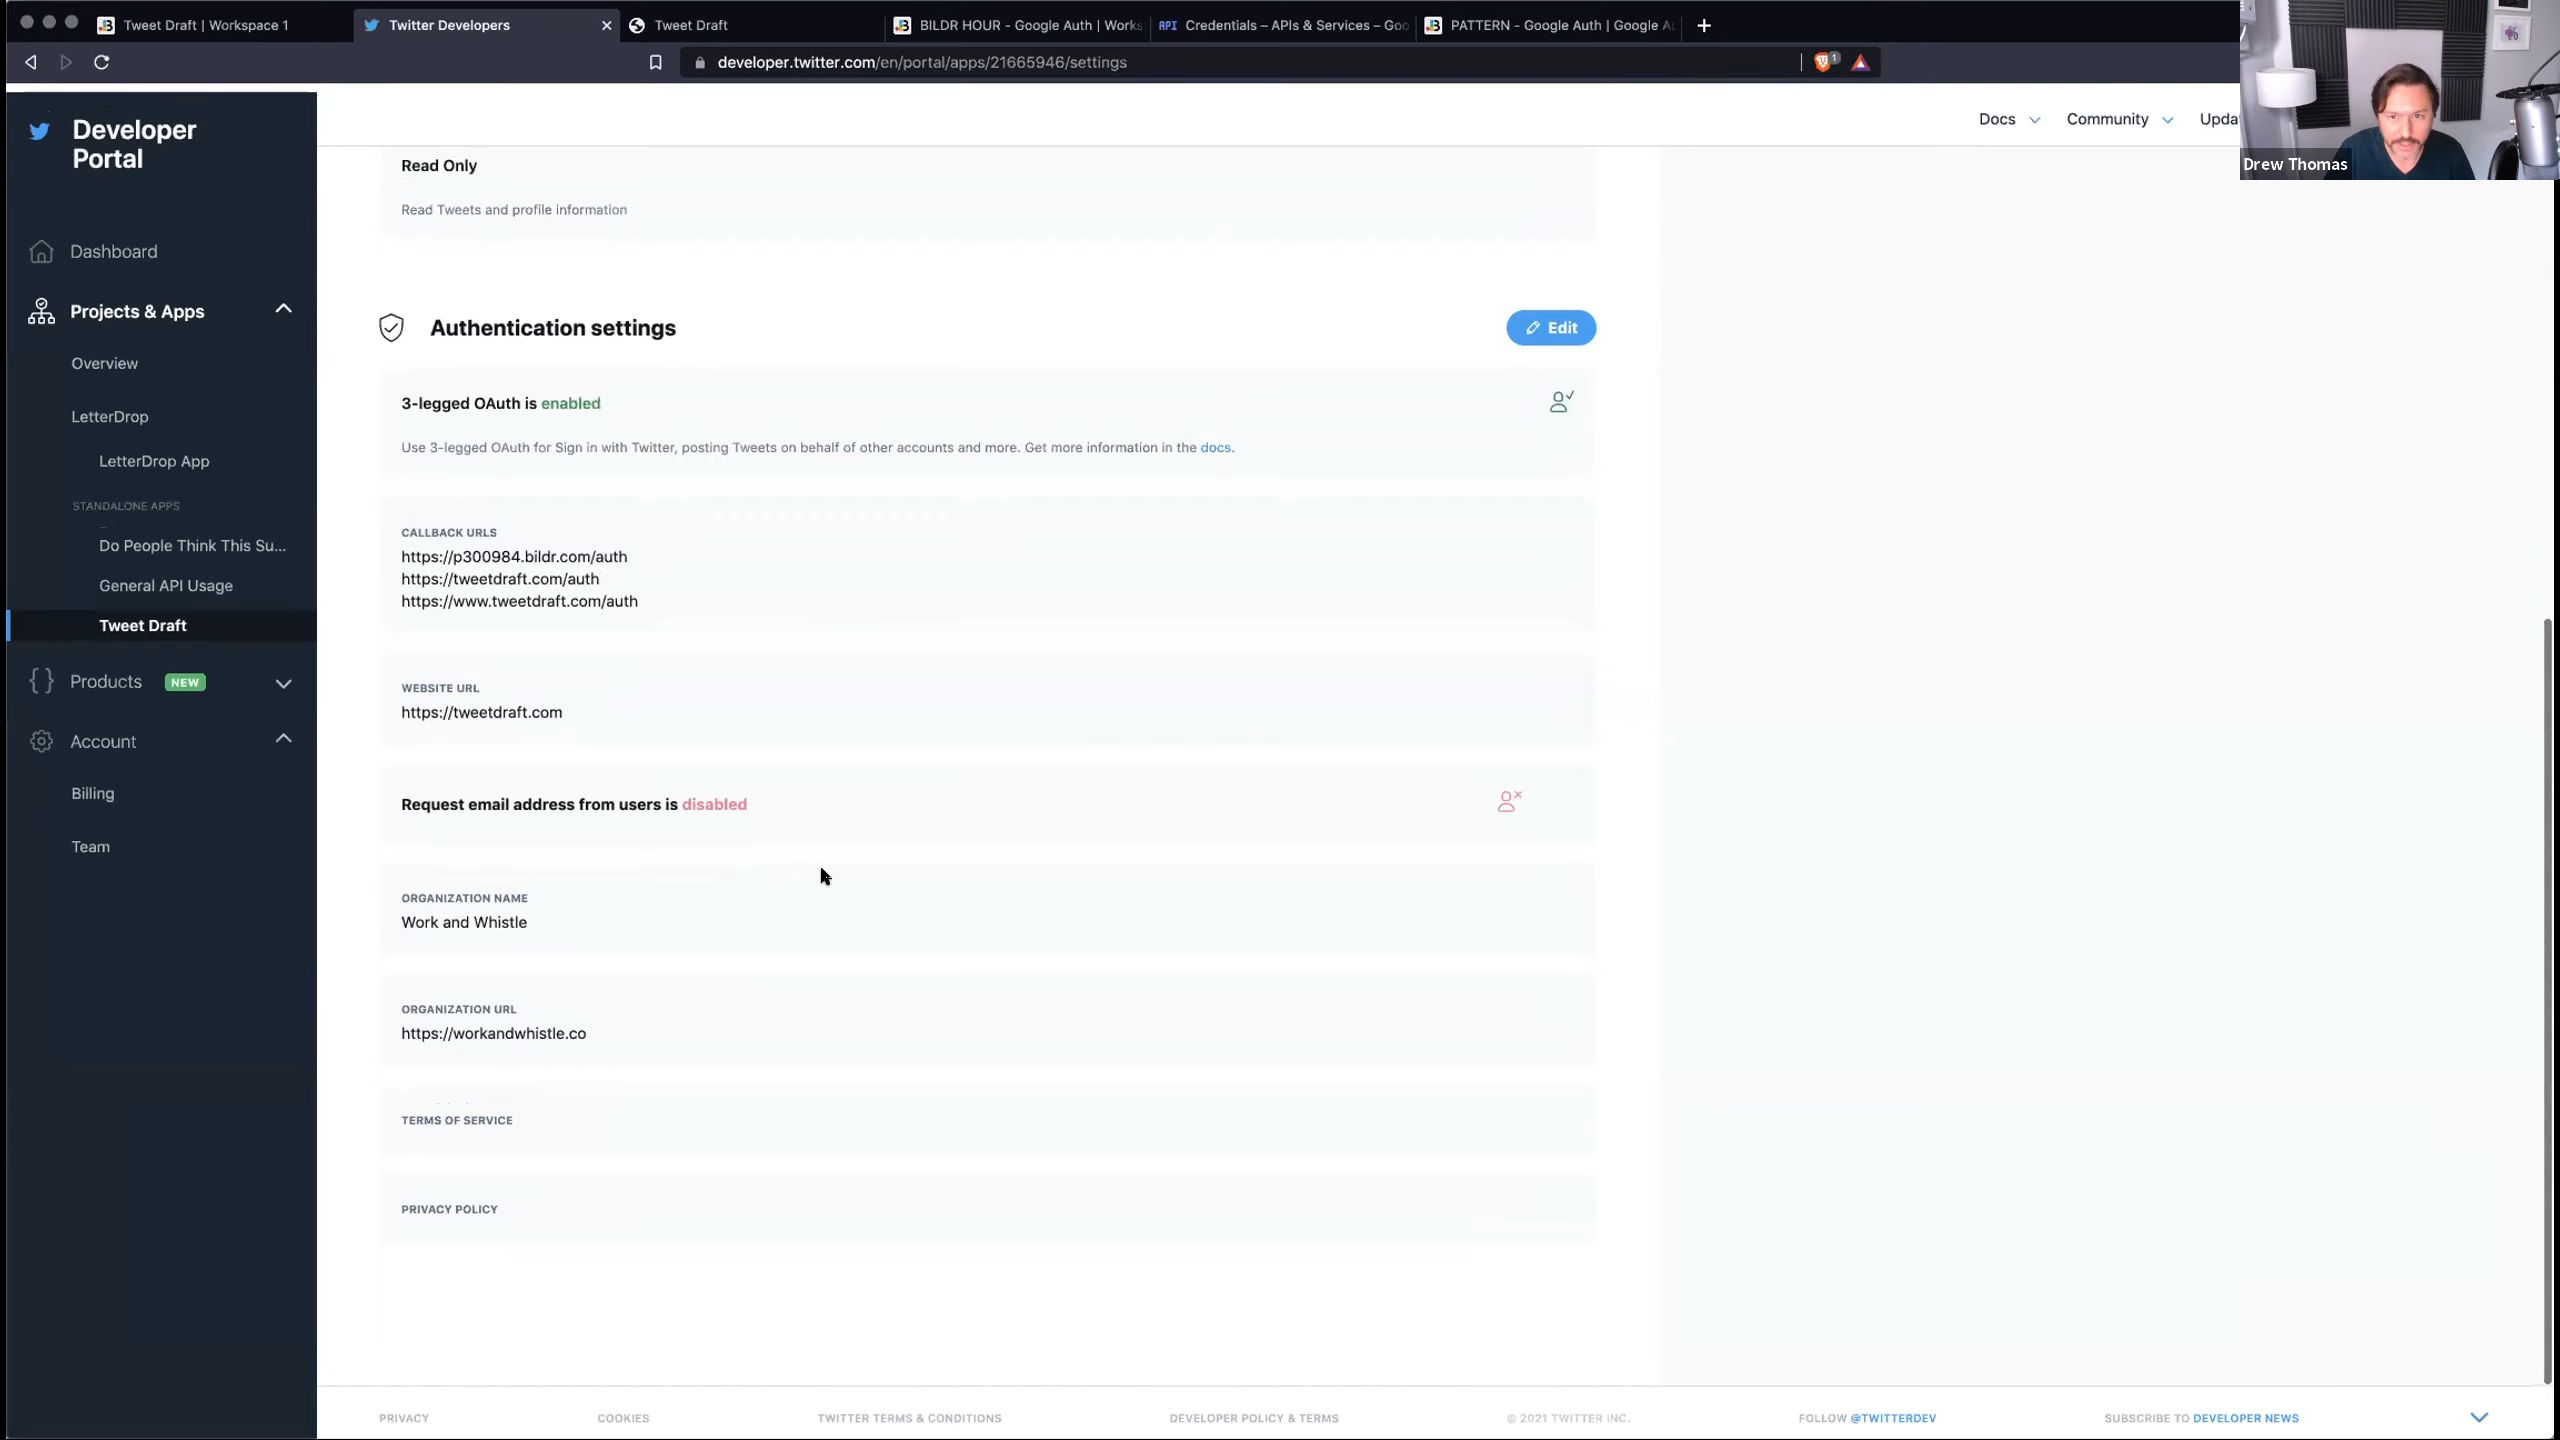 Tweet Draft | Workspace 1
Twitter Developers
Tweet Draft
BILDR HOUR - Google Auth | Works
API Credentials – APIs & Services – Goo
PATTERN - Google Auth | Google Au
developer.twitter.com/en/portal/apps/21665946/settings
1
Drew Thomas
Developer
Portal
Docs
Community
Upda
Dashboard
Projects & Apps
Overview
LetterDrop
LetterDrop App
STANDALONE APPS
Do People Think This Su...
General API Usage
Tweet Draft
Products NEW
Account
Billing
Team
Read Only
Read Tweets and profile information
Authentication settings
Edit
3-legged OAuth is enabled
Use 3-legged OAuth for Sign in with Twitter, posting Tweets on behalf of other accounts and more. Get more information in the docs.
CALLBACK URLS
https://p300984.bildr.com/auth
https://tweetdraft.com/auth
https://www.tweetdraft.com/auth
WEBSITE URL
https://tweetdraft.com
Request email address from users is disabled
ORGANIZATION NAME
Work and Whistle
ORGANIZATION URL
https://workandwhistle.co
TERMS OF SERVICE
PRIVACY POLICY
PRIVACY
COOKIES
TWITTER TERMS & CONDITIONS
DEVELOPER POLICY & TERMS
© 2021 TWITTER INC.
FOLLOW @TWITTERDEV
SUBSCRIBE TO DEVELOPER NEWS